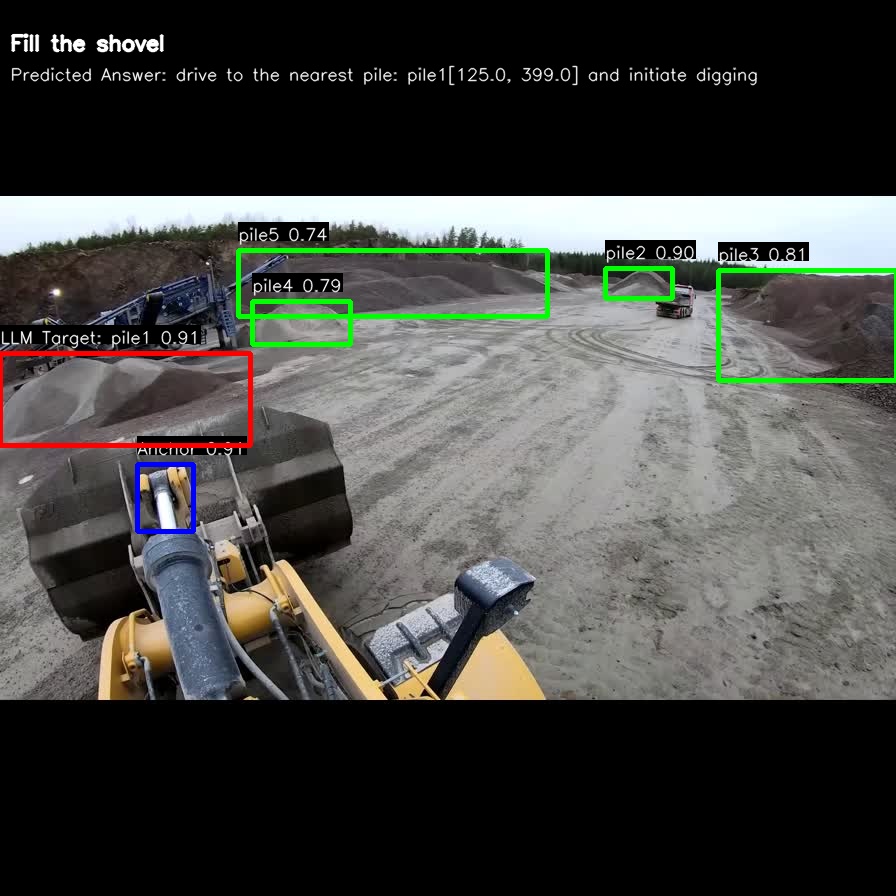 Fill the shovel
Predicted Answer: drive to the nearest pile: pile1[125.0, 399.0] and initiate digging
pile5 0.74
pile2 0.90
pile3 0.81
pile4 0.79
LLM Target: pile1 0.91
Anchor 0.91